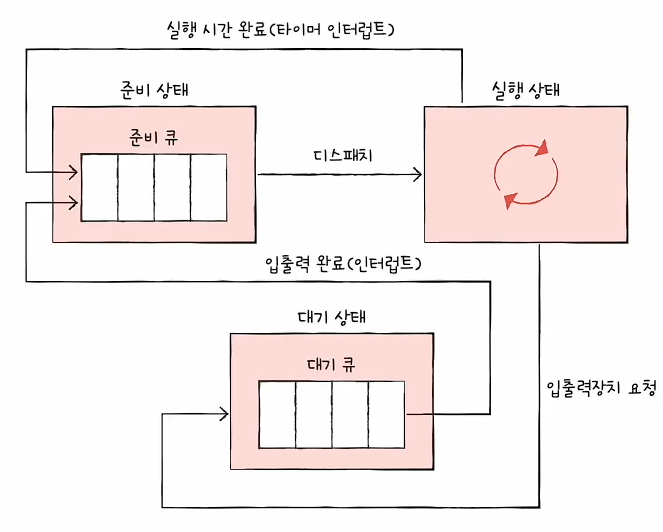 실행 시간 완료(타이머 인터럽트)
준비 상태
실행 상태
준비 큐
디스패치
입출력 완료(인터럽트)
대기 상태
대기 큐
입출력장치 요청